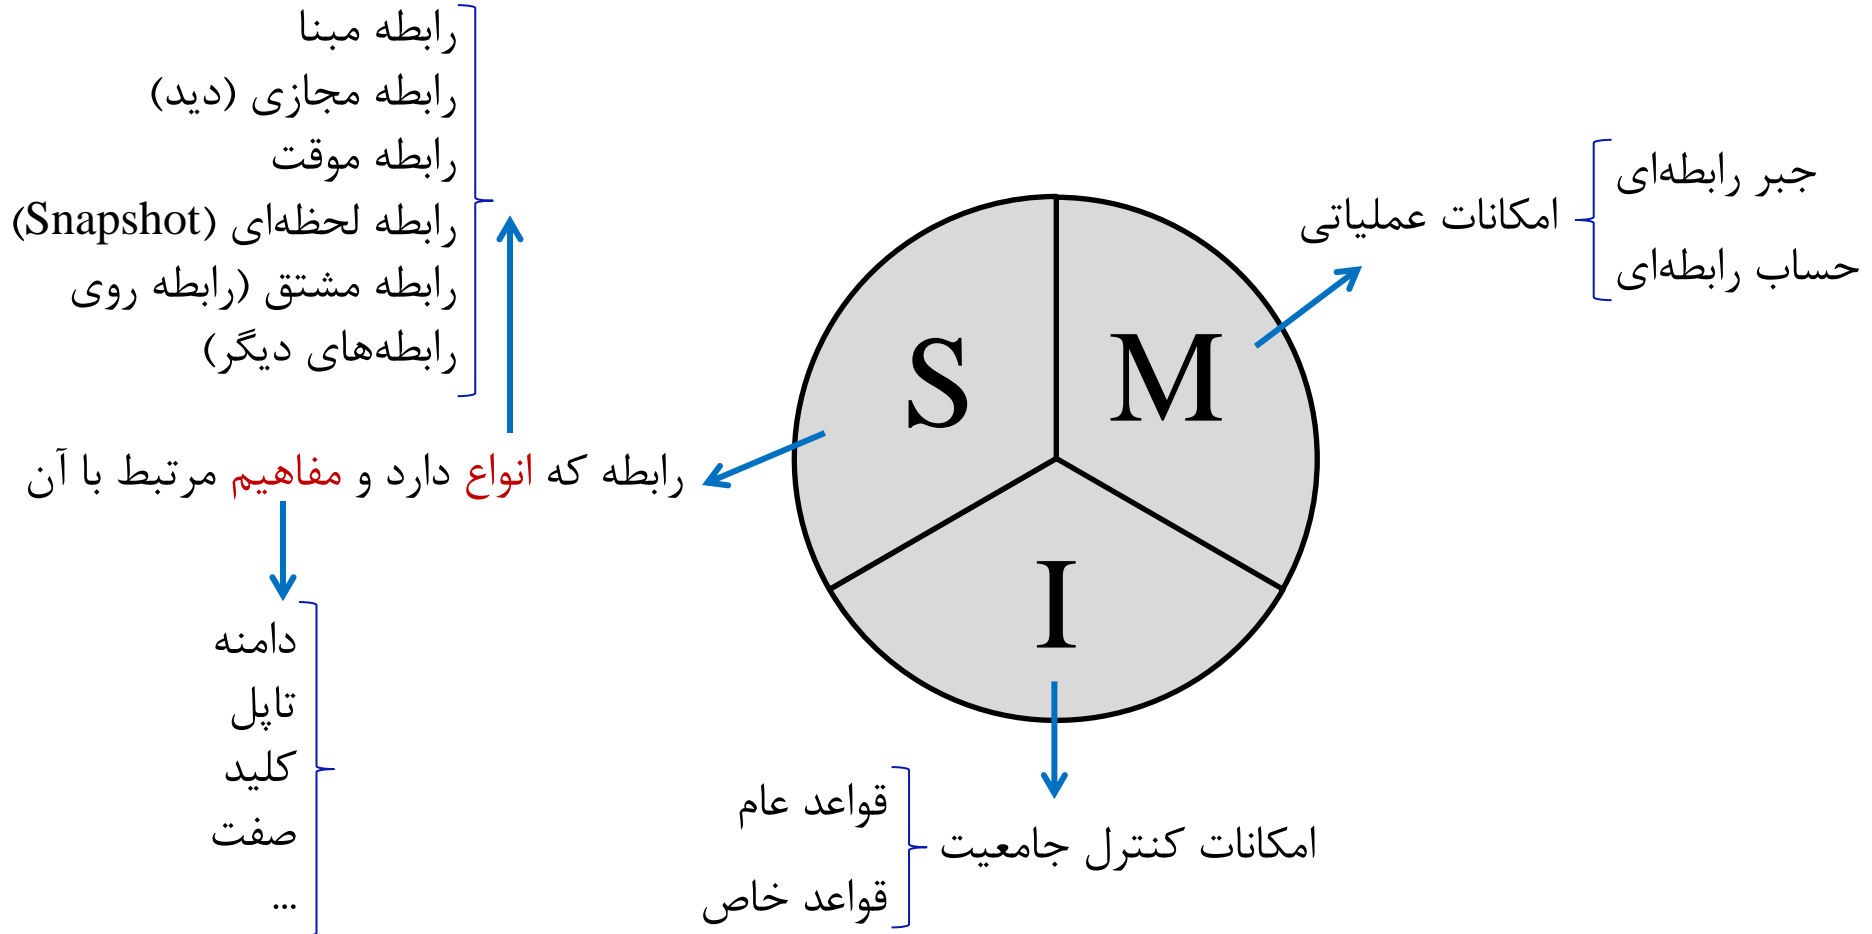 رابطه مبنا
رابطه مجازی (دید)
رابطه موقت
رابطه لحظه‌ای (Snapshot)
رابطه مشتق (رابطه روی
رابطه‌های دیگر)
جبر رابطه‌ای
امکانات عملیاتی
حساب رابطه‌ای
S
M
رابطه که انواع دارد و مفاهیم مرتبط با آن
I
دامنه
تاپل
کلید
صفت
...
قواعد عام
امکانات کنترل جامعیت
قواعد خاص